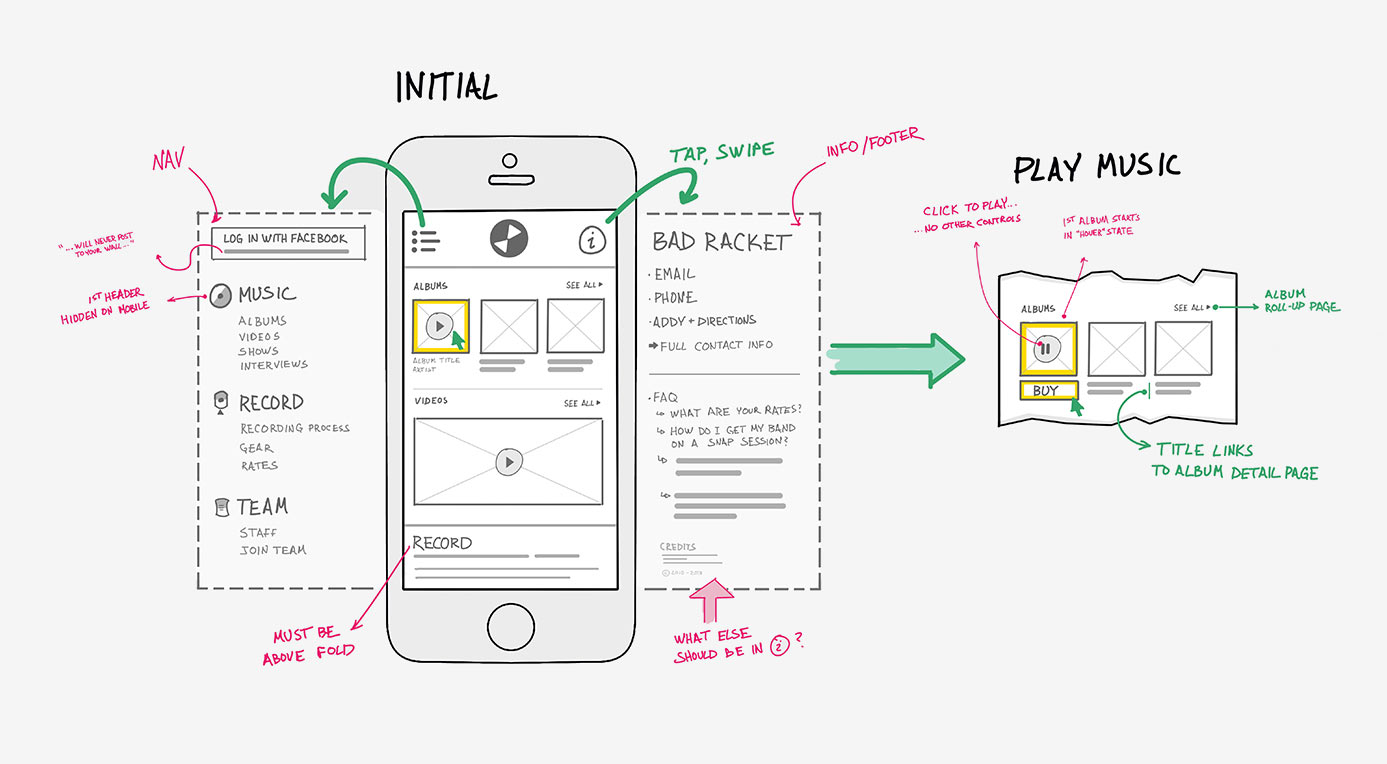 INITIAL
NAV
LOG IN WITH FACEBOOK
"...WILL NEVER POST
TO YOUR WALL..."
1ST HEADER
HIDDEN ON MOBILE
MUSIC
ALBUMS
VIDEOS
SHOWS
INTERVIEWS
RECORD
RECORDING PROCESS
GEAR
RATES
TEAM
STAFF
JOIN TEAM
i
ALBUMS
SEE ALL
ALBUM TITLE
ARTIST
VIDEOS
SEE ALL
RECORD
MUST BE
ABOVE FOLD
TAP, SWIPE
INFO/FOOTER
BAD RACKET
· EMAIL
· PHONE
· ADDY + DIRECTIONS
FULL CONTACT INFO
· FAQ
WHAT ARE YOUR RATES?
HOW DO I GET MY BAND
ON A SNAP SESSION?
CREDITS
WHAT ELSE
SHOULD BE IN i ?
PLAY MUSIC
CLICK TO PLAY...
...NO OTHER CONTROLS
1ST ALBUM STARTS
IN "HOVER" STATE
ALBUMS
SEE ALL
BUY
ALBUM
ROLL-UP PAGE
TITLE LINKS
TO ALBUM DETAIL PAGE